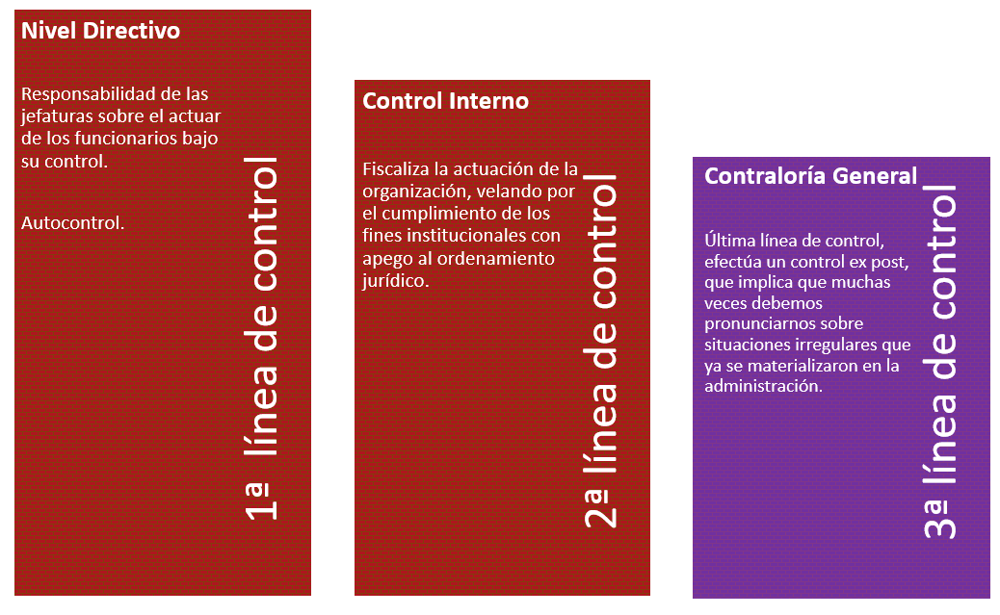 Nivel Directivo
Responsabilidad de las
jefaturas sobre el actuar
de los funcionarios bajo
su control.
Autocontrol.
1ª línea de control
Control Interno
Fiscaliza la actuación de la
organización, velando por
el cumplimiento de los
fines institucionales con
apego al ordenamiento
jurídico.
2ª línea de control
Contraloría General
Última línea de control,
efectúa un control ex post,
que implica que muchas
veces debemos
pronunciarnos sobre
situaciones irregulares que
ya se materializaron en la
administración.
3ª línea de control